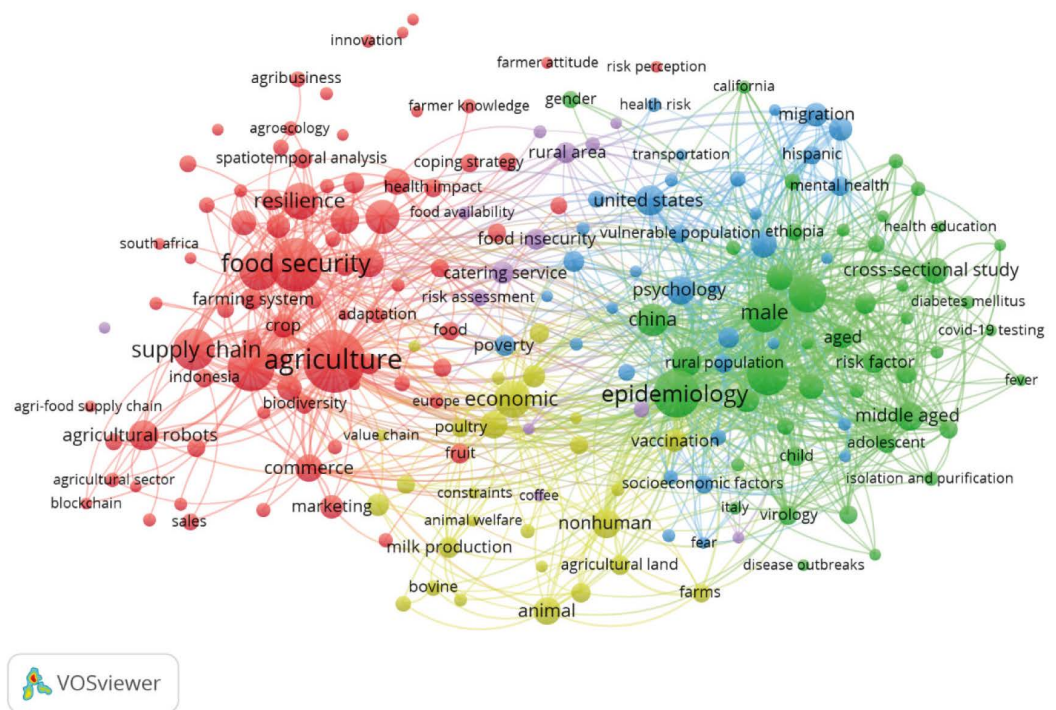 innovation
farmer attitude
risk perception
agribusiness
california
farmer knowledge
gender
health risk
migration
agroecology
rural area
transportation
hispanic
spatiotemporal analysis
coping strategy
health impact
mental health
resilience
united states
food availability
health education
south africa
food insecurity
vulnerable population
ethiopia
food security
catering service
cross-sectional study
risk assessment
psychology
farming system
diabetes mellitus
adaptation
male
crop
food
china
covid-19 testing
aged
supply chain
agriculture
poverty
rural population
risk factor
indonesia
fever
biodiversity
europe
economic
epidemiology
agri-food supply chain
middle aged
agricultural robots
value chain
poultry
vaccination
adolescent
fruit
child
commerce
agricultural sector
socioeconomic factors
isolation and purification
blockchain
constraints
coffee
marketing
italy
sales
animal welfare
nonhuman
virology
milk production
fear
agricultural land
disease outbreaks
bovine
farms
animal
VOSviewer